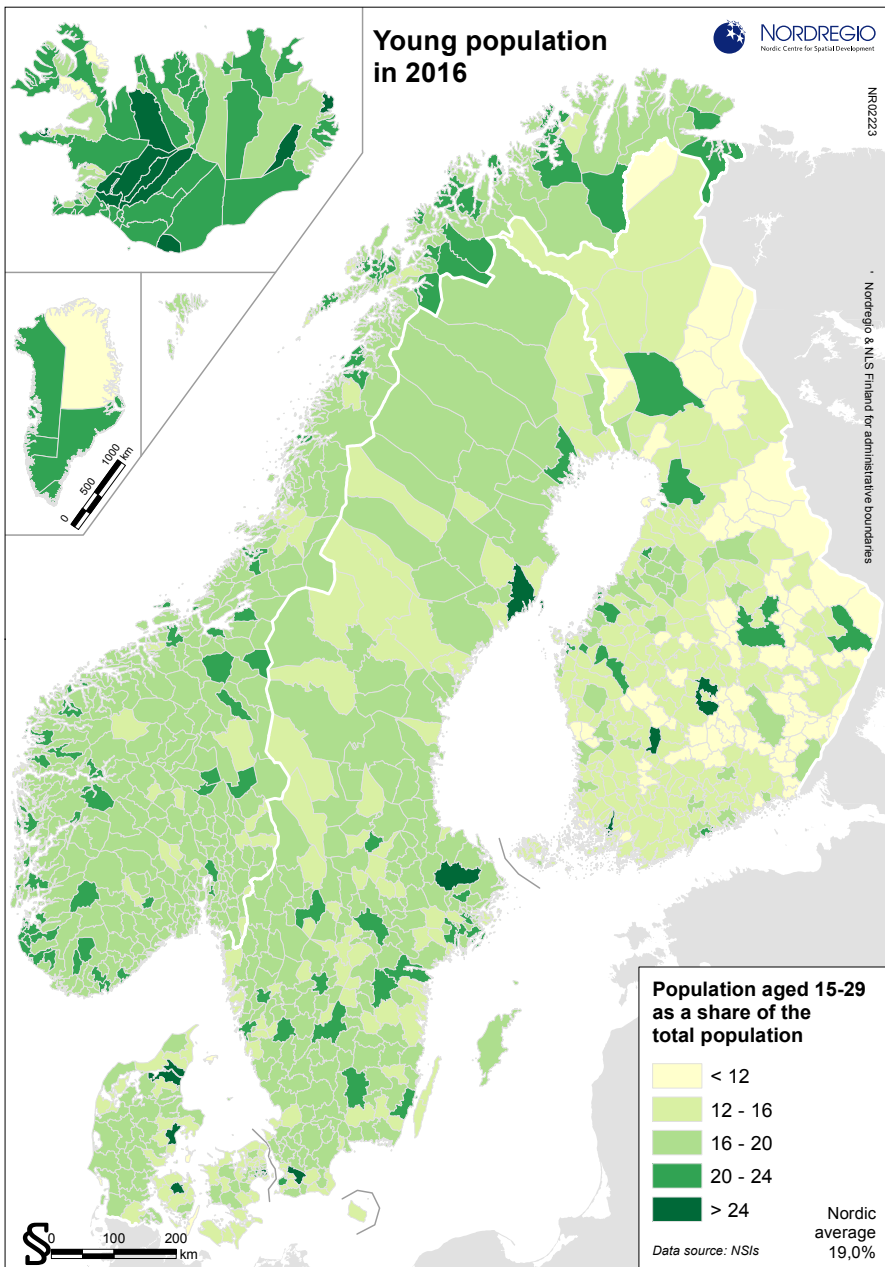 Young population
in 2016
NORDREGIO
Nordic Centre for Spatial Development
NR02223
' Nordregio & NLS Finland for administrative boundaries
0 500 1000
km
Population aged 15-29
as a share of the
total population
< 12
12 - 16
16 - 20
20 - 24
> 24
Nordic
average
19,0%
Data source: NSIs
0 100 200
km